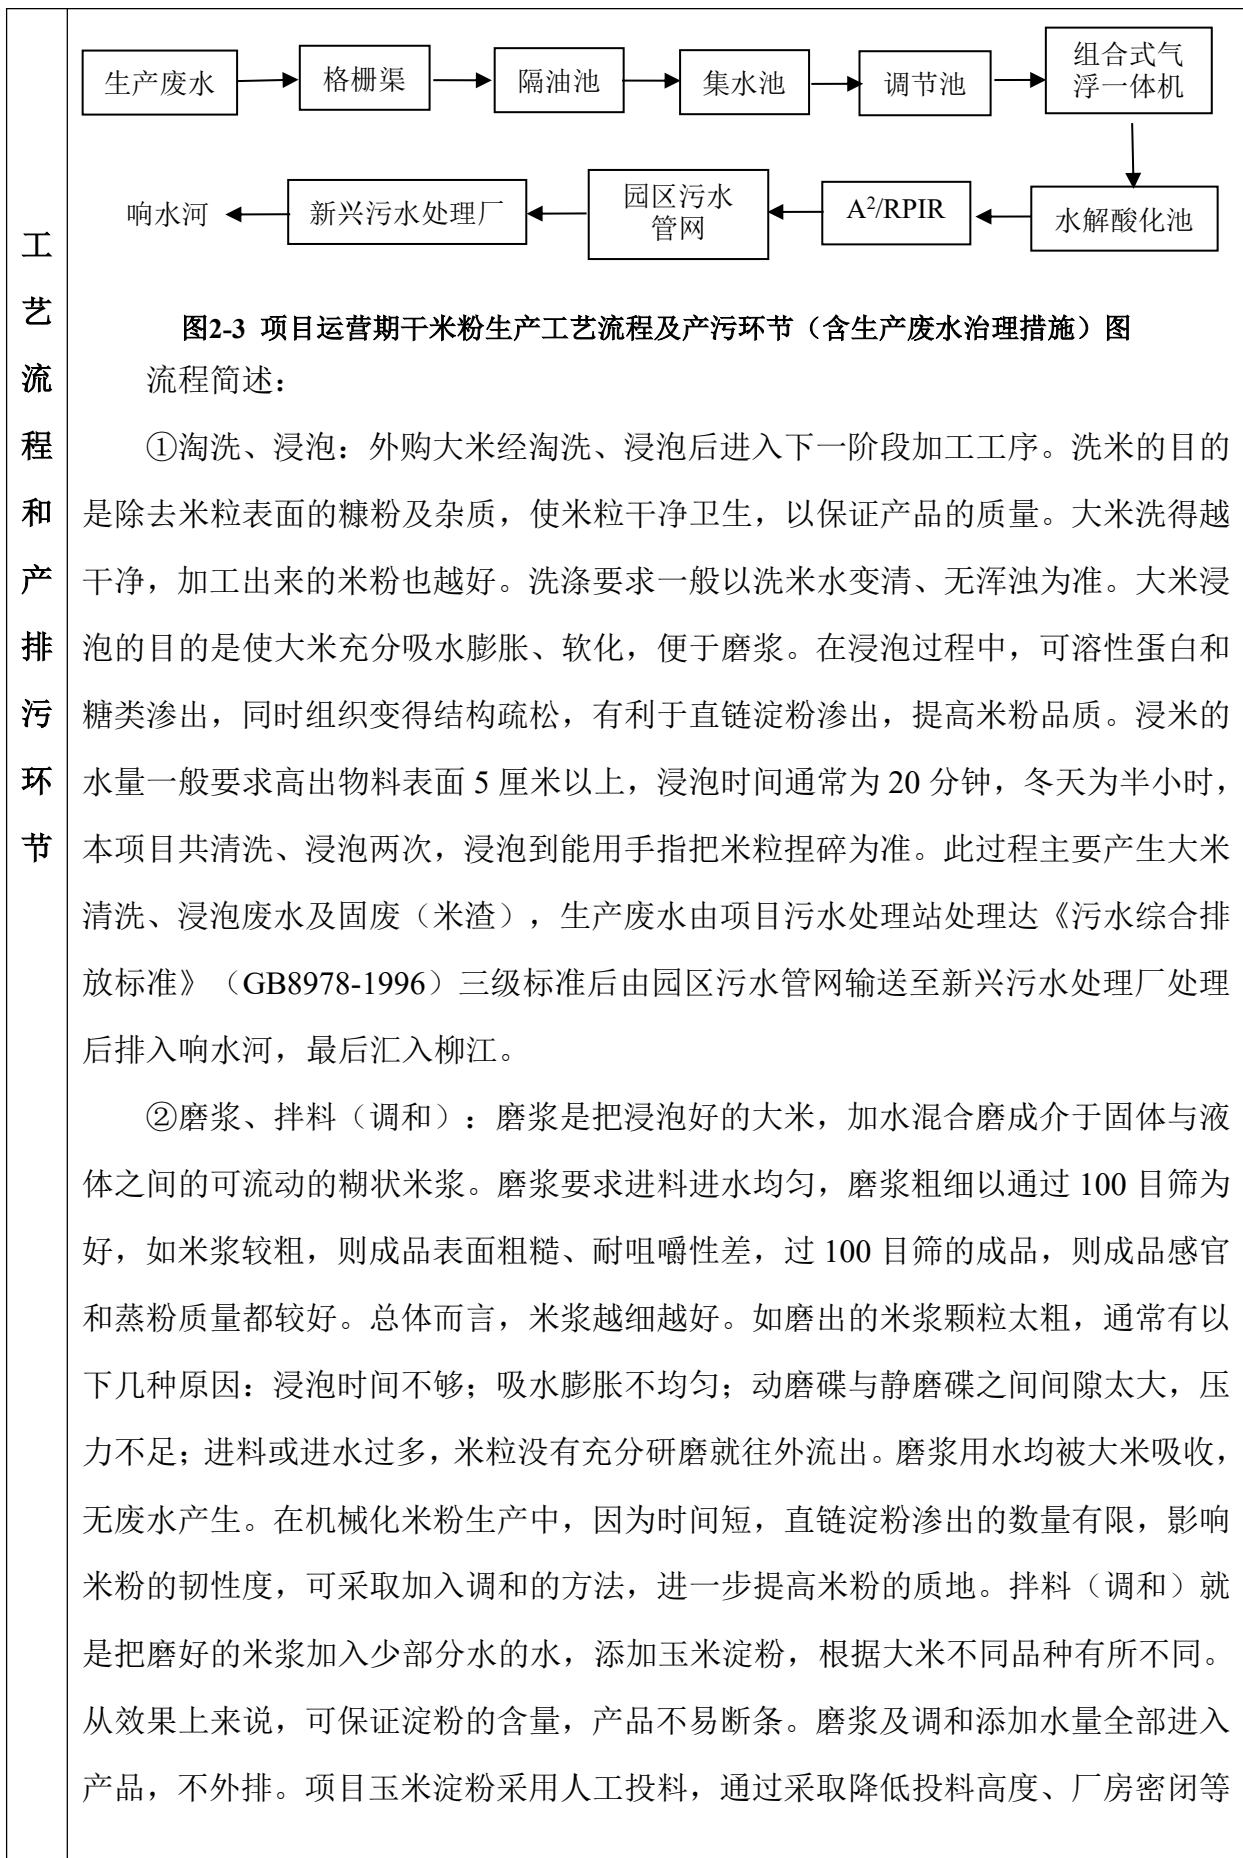 工艺流程和产排污环节
生产废水
格栅渠
隔油池
集水池
调节池
组合式气
浮一体机
响水河
新兴污水处理厂
园区污水
管网
A²/RPIR
水解酸化池
图2-3 项目运营期干米粉生产工艺流程及产污环节（含生产废水治理措施）图
流程简述：
①淘洗、浸泡：外购大米经淘洗、浸泡后进入下一阶段加工工序。洗米的目的
是除去米粒表面的糠粉及杂质，使米粒干净卫生，以保证产品的质量。大米洗得越
干净，加工出来的米粉也越好。洗涤要求一般以洗米水变清、无浑浊为准。大米浸
泡的目的是使大米充分吸水膨胀、软化，便于磨浆。在浸泡过程中，可溶性蛋白和
糖类渗出，同时组织变得结构疏松，有利于直链淀粉渗出，提高米粉品质。浸米的
水量一般要求高出物料表面 5 厘米以上，浸泡时间通常为 20 分钟，冬天为半小时，
本项目共清洗、浸泡两次，浸泡到能用手指把米粒捏碎为准。此过程主要产生大米
清洗、浸泡废水及固废（米渣），生产废水由项目污水处理站处理达《污水综合排
放标准》（GB8978-1996）三级标准后由园区污水管网输送至新兴污水处理厂处理
后排入响水河，最后汇入柳江。
②磨浆、拌料（调和）：磨浆是把浸泡好的大米，加水混合磨成介于固体与液
体之间的可流动的糊状米浆。磨浆要求进料进水均匀，磨浆粗细以通过 100 目筛为
好，如米浆较粗，则成品表面粗糙、耐咀嚼性差，过 100 目筛的成品，则成品感官
和蒸粉质量都较好。总体而言，米浆越细越好。如磨出的米浆颗粒太粗，通常有以
下几种原因：浸泡时间不够；吸水膨胀不均匀；动磨碟与静磨碟之间间隙太大，压
力不足；进料或进水过多，米粒没有充分研磨就往外流出。磨浆用水均被大米吸收，
无废水产生。在机械化米粉生产中，因为时间短，直链淀粉渗出的数量有限，影响
米粉的韧性度，可采取加入调和的方法，进一步提高米粉的质地。拌料（调和）就
是把磨好的米浆加入少部分水的水，添加玉米淀粉，根据大米不同品种有所不同。
从效果上来说，可保证淀粉的含量，产品不易断条。磨浆及调和添加水量全部进入
产品，不外排。项目玉米淀粉采用人工投料，通过采取降低投料高度、厂房密闭等